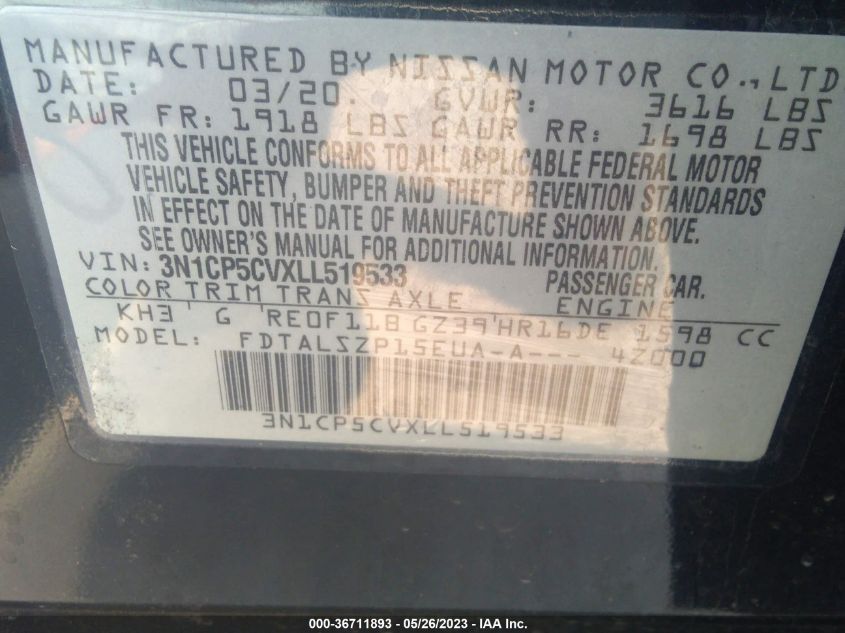 MANUFACTURED BY NISSAN MOTOR CO., LTD
DATE: 03/20. GVWR: 3616 LBS
GAWR FR: 1918 LBS GAWR RR: 1698 LBS
THIS VEHICLE CONFORMS TO ALL APPLICABLE FEDERAL MOTOR
VEHICLE SAFETY, BUMPER AND THEFT PREVENTION STANDARDS
IN EFFECT ON THE DATE OF MANUFACTURE SHOWN ABOVE.
SEE OWNER'S MANUAL FOR ADDITIONAL INFORMATION.
VIN: 3N1CP5CVXLL519533 PASSENGER CAR.
COLOR TRIM TRANS AXLE ENGINE
KH3 G RE0F11B GZ39 HR16DE 1598 CC
MODEL: FDTALSZP15EUA-A--- 4Z000
3N1CP5CVXLL519533
000-36711893 - 05/26/2023 - IAA Inc.